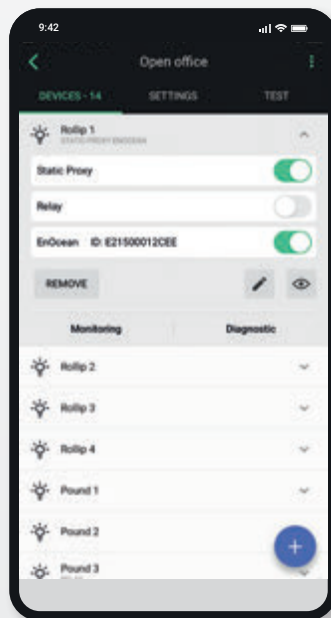 9:42
Open office
DEVICES - 14 SETTINGS TEST
Rollip 1
STATIC PROXY ENOCEAN
Static Proxy
Relay
EnOcean ID: E21500012CEE
REMOVE
Monitoring Diagnostic
Rollip 2
Rollip 3
Rollip 4
Pound 1
Pound 2
Pound 3